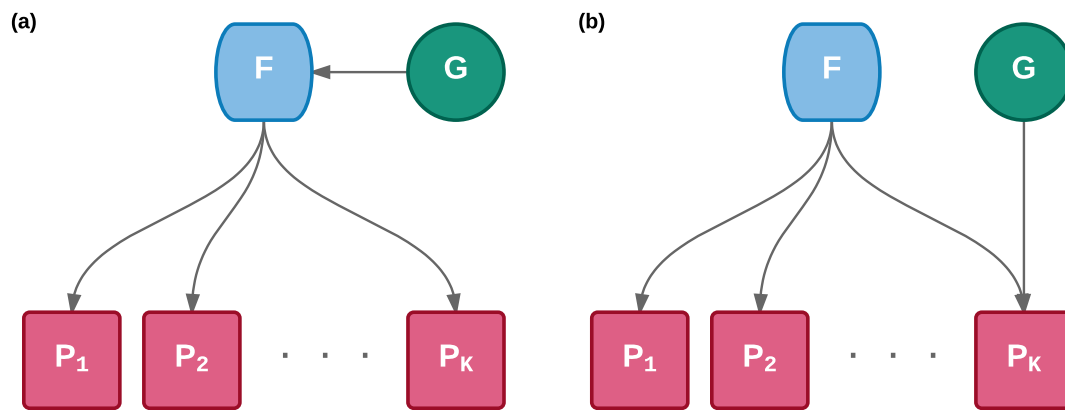 (a)
F
G
P1
P2
. . .
PK
(b)
F
G
P1
P2
. . .
PK